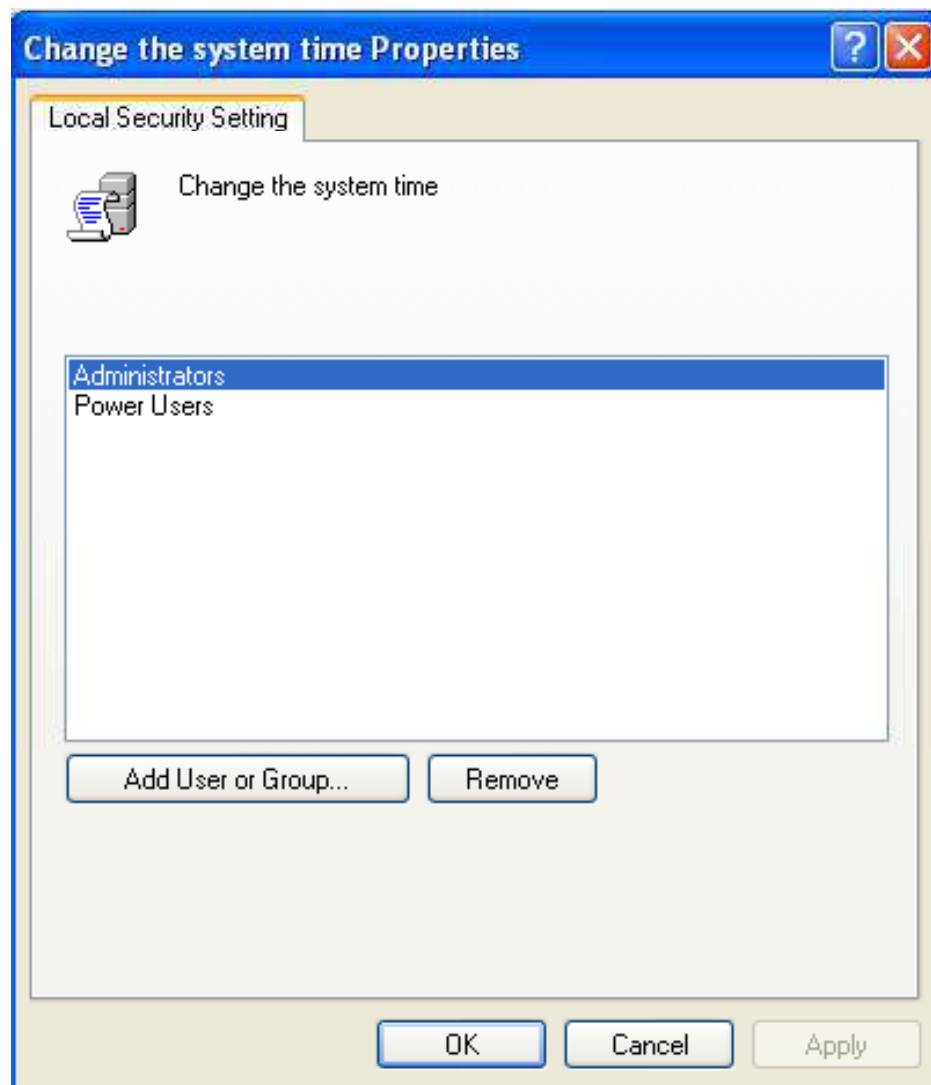 Change the system time Properties
Local Security Setting
Change the system time
Administrators
Power Users
Add User or Group...
Remove
OK
Cancel
Apply